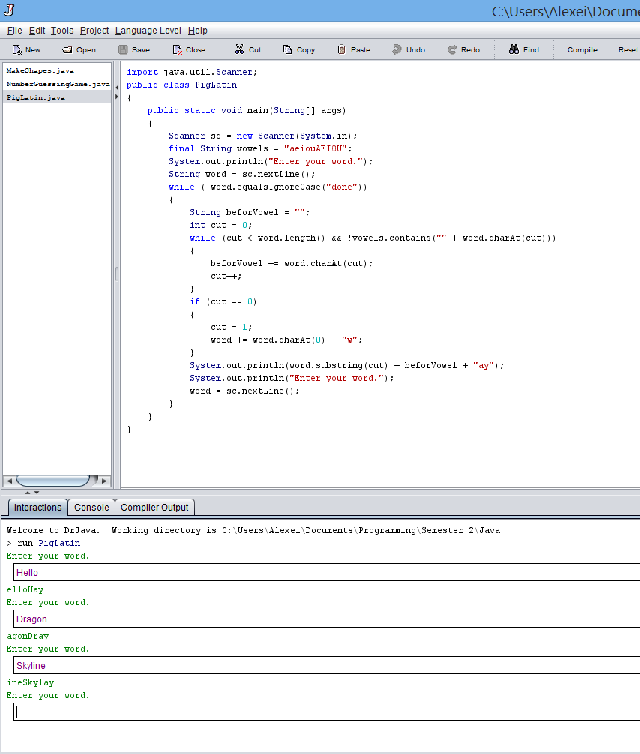 C:\Users\Alexei\Docume
File Edit Tools Project Language Level Help
New Open Save Close Cut Copy Paste Undo Redo Find Compile Rese
MakeShapes.java
NumberGuessingGame.java
PigLatin.java
import java.util.Scanner;
public class PigLatin
{
public static void main(String[] args)
{
Scanner sc = new Scanner(System.in);
final String vowels = "aeiouAEIOU";
System.out.println("Enter your word.");
String word = sc.nextLine();
while (!word.equalsIgnoreCase("done"))
{
String beforVowel = "";
int cut = 0;
while (cut < word.length() && !vowels.contains("" + word.charAt(cut)))
{
beforVowel += word.charAt(cut);
cut++;
}
if (cut == 0)
{
cut = 1;
word += word.charAt(0) + "w";
}
System.out.println(word.substring(cut) + beforVowel + "ay");
System.out.println("Enter your word.");
word = sc.nextLine();
}
}
}
Interactions Console Compiler Output
Welcome to DrJava. Working directory is C:\Users\Alexei\Documents\Programming\Semester 2\Java
> run PigLatin
Enter your word.
Hello
elloHay
Enter your word.
Dragon
agonDray
Enter your word.
Skyline
ineSkylay
Enter your word.